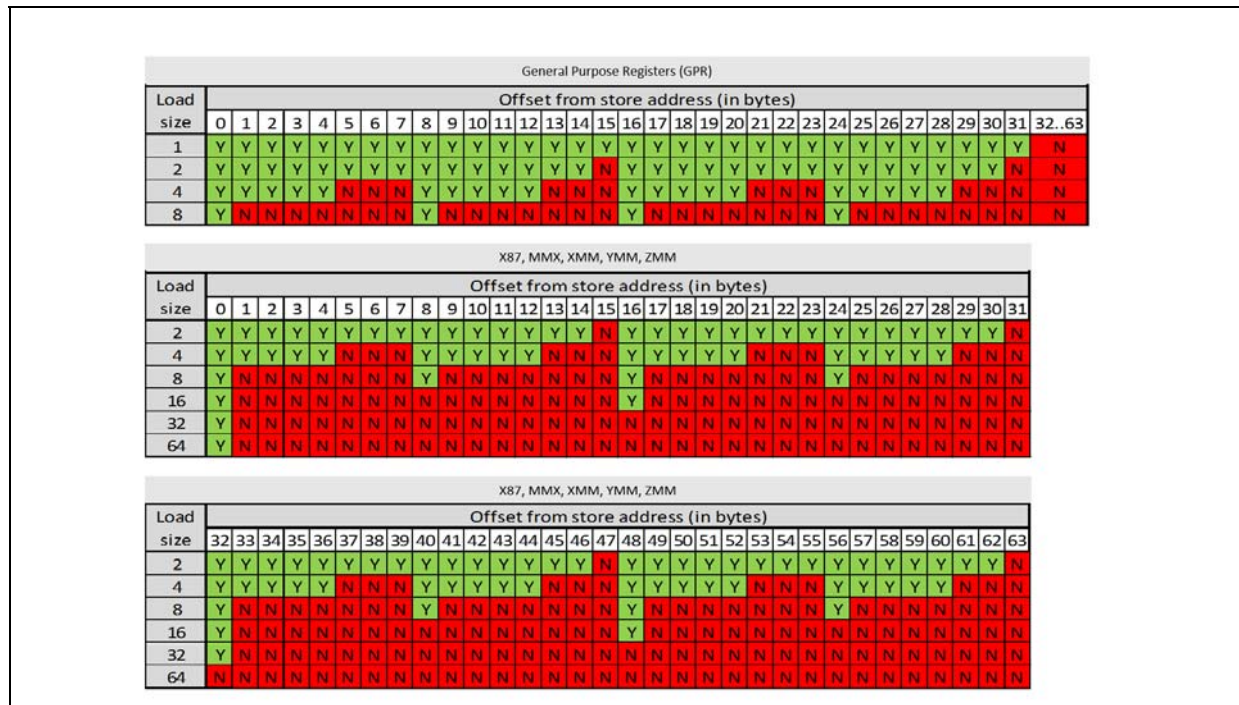 General Purpose Registers (GPR)
Load Offset from store address (in bytes)
size 0 1 2 3 4 5 6 7 8 9 10 11 12 13 14 15 16 17 18 19 20 21 22 23 24 25 26 27 28 29 30 31 32..63
1 Y Y Y Y Y Y Y Y Y Y Y Y Y Y Y Y Y Y Y Y Y Y Y Y Y Y Y Y Y Y Y Y N
2 Y Y Y Y Y Y Y Y Y Y Y Y Y Y Y N Y Y Y Y Y Y Y Y Y Y Y Y Y Y Y N N
4 Y Y Y Y Y N N N Y Y Y Y Y N N N Y Y Y Y Y N N N Y Y Y Y Y N N N N
8 Y N N N N N N N Y N N N N N N N Y N N N N N N N Y N N N N N N N N
X87, MMX, XMM, YMM, ZMM
Load Offset from store address (in bytes)
size 0 1 2 3 4 5 6 7 8 9 10 11 12 13 14 15 16 17 18 19 20 21 22 23 24 25 26 27 28 29 30 31
2 Y Y Y Y Y Y Y Y Y Y Y Y Y Y Y N Y Y Y Y Y Y Y Y Y Y Y Y Y Y Y N
4 Y Y Y Y Y N N N Y Y Y Y Y N N N Y Y Y Y Y N N N Y Y Y Y Y N N N
8 Y N N N N N N N Y N N N N N N N Y N N N N N N N Y N N N N N N N
16 Y N N N N N N N N N N N N N N N Y N N N N N N N N N N N N N N N
32 Y N N N N N N N N N N N N N N N N N N N N N N N N N N N N N N N
64 Y N N N N N N N N N N N N N N N N N N N N N N N N N N N N N N N
X87, MMX, XMM, YMM, ZMM
Load Offset from store address (in bytes)
size 32 33 34 35 36 37 38 39 40 41 42 43 44 45 46 47 48 49 50 51 52 53 54 55 56 57 58 59 60 61 62 63
2 Y Y Y Y Y Y Y Y Y Y Y Y Y Y Y N Y Y Y Y Y Y Y Y Y Y Y Y Y Y Y N
4 Y Y Y Y Y N N N Y Y Y Y Y N N N Y Y Y Y Y N N N Y Y Y Y Y N N N
8 Y N N N N N N N Y N N N N N N N Y N N N N N N N Y N N N N N N N
16 Y N N N N N N N N N N N N N N N Y N N N N N N N N N N N N N N N
32 Y N N N N N N N N N N N N N N N N N N N N N N N N N N N N N N N
64 N N N N N N N N N N N N N N N N N N N N N N N N N N N N N N N N